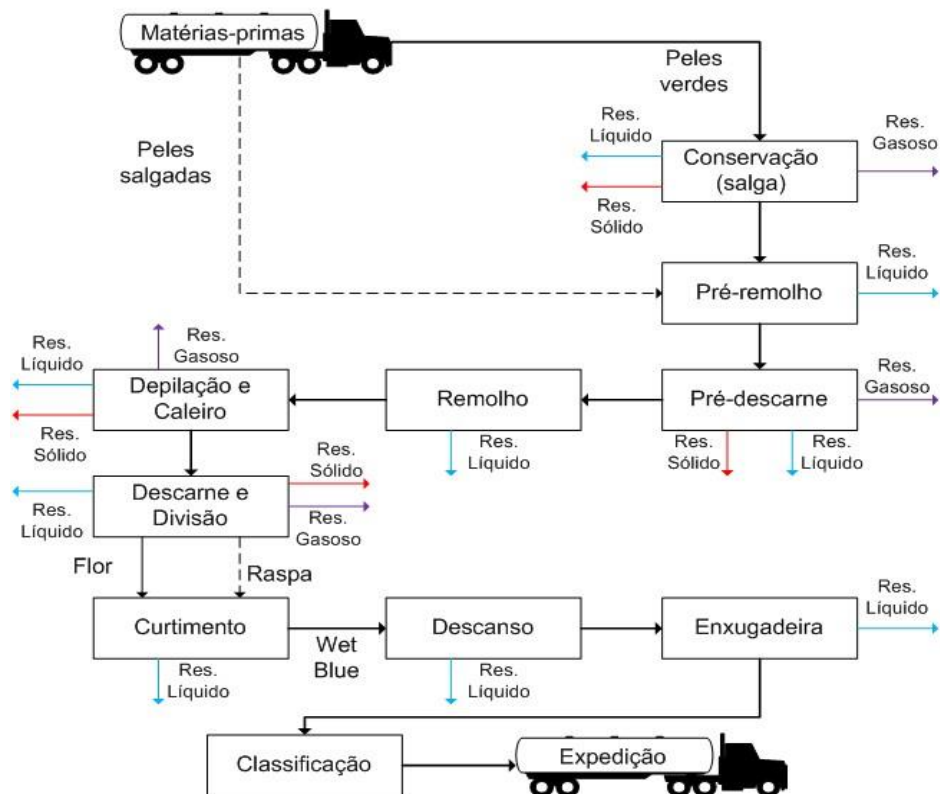 Matérias-primas
Peles
verdes
Peles
salgadas
Res.
Líquido
Res.
Gasoso
Conservação
(salga)
Res.
Sólido
Res.
Líquido
Pré-remolho
Res.
Líquido
Res.
Gasoso
Depilação e
Caleiro
Remolho
Pré-descarne
Res.
Gasoso
Res.
Sólido
Res.
Líquido
Res.
Sólido
Res.
Líquido
Descarne e
Divisão
Res.
Sólido
Res.
Líquido
Res.
Gasoso
Flor
Raspa
Curtimento
Wet
Blue
Descanso
Enxugadeira
Res.
Líquido
Res.
Líquido
Res.
Líquido
Classificação
Expedição